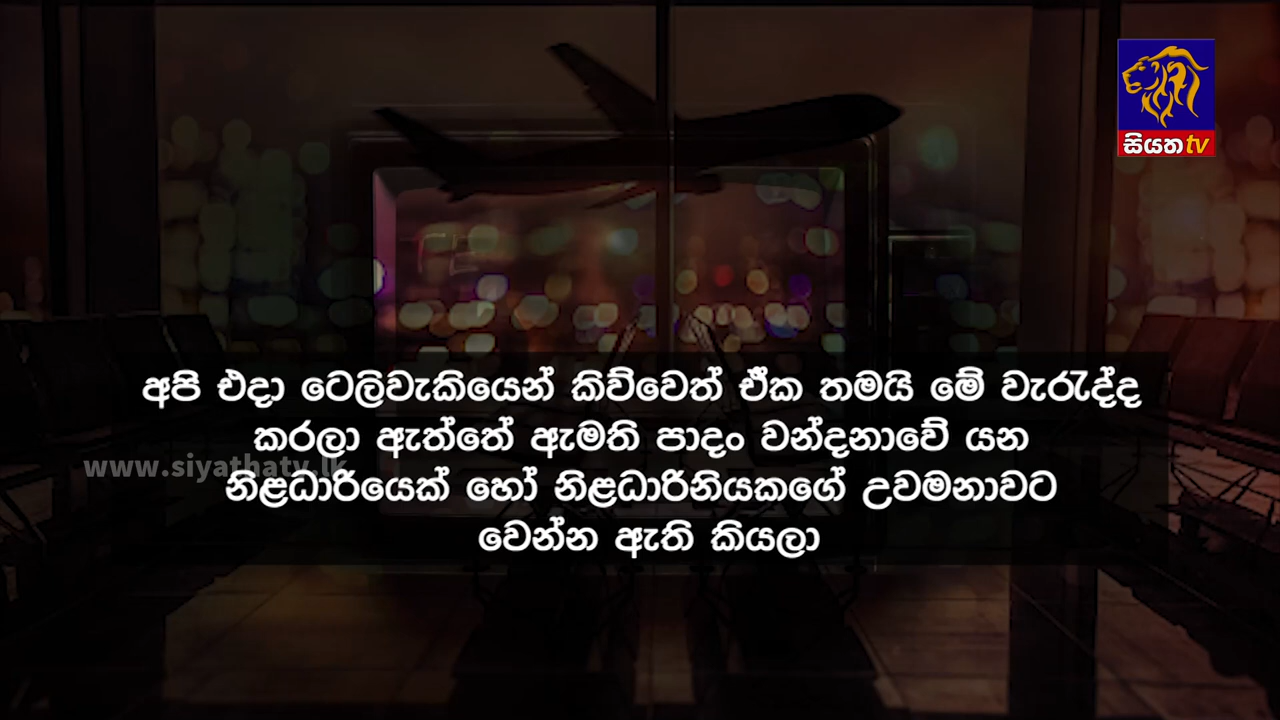 සියත tv
අපි එදා ටෙලිවැකියෙන් කිව්වෙත් ඒක තමයි මේ වැරැද්ද
කරලා ඇත්තේ ඇමති පාදං වන්දනාවේ යන
www.siyathatv.lk
නිළධාරියෙක් හෝ නිළධාරිනියකගේ උවමනාවට
වෙන්න ඇති කියලා